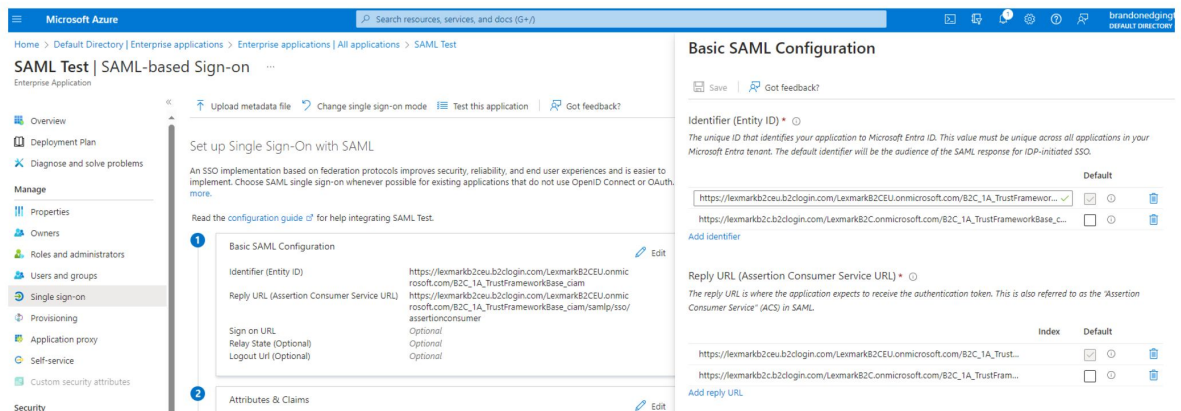 Microsoft Azure
Search resources, services, and docs (G+/)
1
brandonedging
DEFAULT DIRECTORY
Home > Default Directory | Enterprise applications > Enterprise applications | All applications > SAML Test
SAML Test | SAML-based Sign-on ...
Enterprise Application
Overview
Deployment Plan
Diagnose and solve problems
Manage
Properties
Owners
Roles and administrators
Users and groups
Single sign-on
Provisioning
Application proxy
Self-service
Custom security attributes
Security
Upload metadata file Change single sign-on mode Test this application Got feedback?
Set up Single Sign-On with SAML
An SSO implementation based on federation protocols improves security, reliability, and end user experiences and is easier to
implement. Choose SAML single sign-on whenever possible for existing applications that do not use OpenID Connect or OAuth.
more.
Read the configuration guide for help integrating SAML Test.
1
Basic SAML Configuration
Edit
Identifier (Entity ID) https://lexmarkb2ceu.b2clogin.com/LexmarkB2CEU.onmic
rosoft.com/B2C_1A_TrustFrameworkBase_ciam
Reply URL (Assertion Consumer Service URL) https://lexmarkb2ceu.b2clogin.com/LexmarkB2CEU.onmic
rosoft.com/B2C_1A_TrustFrameworkBase_ciam/samlp/sso/
assertionconsumer
Sign on URL Optional
Relay State (Optional) Optional
Logout Url (Optional) Optional
2
Attributes & Claims
Edit
Basic SAML Configuration
Save Got feedback?
Identifier (Entity ID) *
The unique ID that identifies your application to Microsoft Entra ID. This value must be unique across all applications in your
Microsoft Entra tenant. The default identifier will be the audience of the SAML response for IDP-initiated SSO.
Default
https://lexmarkb2ceu.b2clogin.com/LexmarkB2CEU.onmicrosoft.com/B2C_1A_TrustFramewor...
https://lexmarkb2c.b2clogin.com/LexmarkB2C.onmicrosoft.com/B2C_1A_TrustFrameworkBase_c...
Add identifier
Reply URL (Assertion Consumer Service URL) *
The reply URL is where the application expects to receive the authentication token. This is also referred to as the "Assertion
Consumer Service" (ACS) in SAML.
Index Default
https://lexmarkb2ceu.b2clogin.com/LexmarkB2CEU.onmicrosoft.com/B2C_1A_Trust...
https://lexmarkb2c.b2clogin.com/LexmarkB2C.onmicrosoft.com/B2C_1A_TrustFram...
Add reply URL